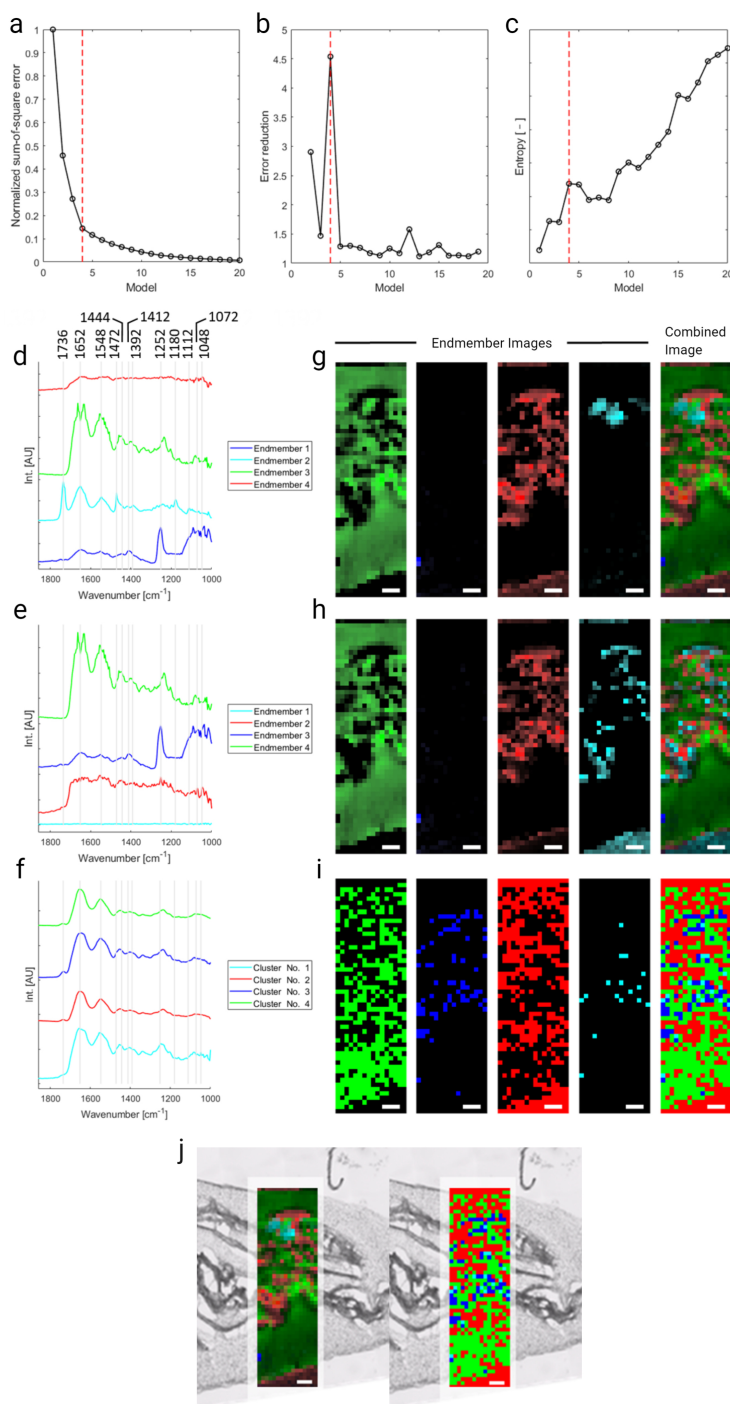 a
b
c
1
0.9
0.8
0.7
0.6
0.5
0.4
0.3
0.2
0.1
0
0 5 10 15 20
Normalized sum-of-square error
Model
5
4.5
4
3.5
3
2.5
2
1.5
1
0 5 10 15 20
Error reduction
Model
0 5 10 15 20
Entropy [ - ]
Model
d
1736
1652
1548
1472
1444
1412
1392
1252
1180
1112
1072
1048
Int. [AU]
1800 1600 1400 1200 1000
Wavenumber [cm-1]
Endmember 1
Endmember 2
Endmember 3
Endmember 4
g
Endmember Images
Combined
Image
e
Int. [AU]
1800 1600 1400 1200 1000
Wavenumber [cm-1]
Endmember 1
Endmember 2
Endmember 3
Endmember 4
h
f
Int. [AU]
1800 1600 1400 1200 1000
Wavenumber [cm-1]
Cluster No. 1
Cluster No. 2
Cluster No. 3
Cluster No. 4
i
j